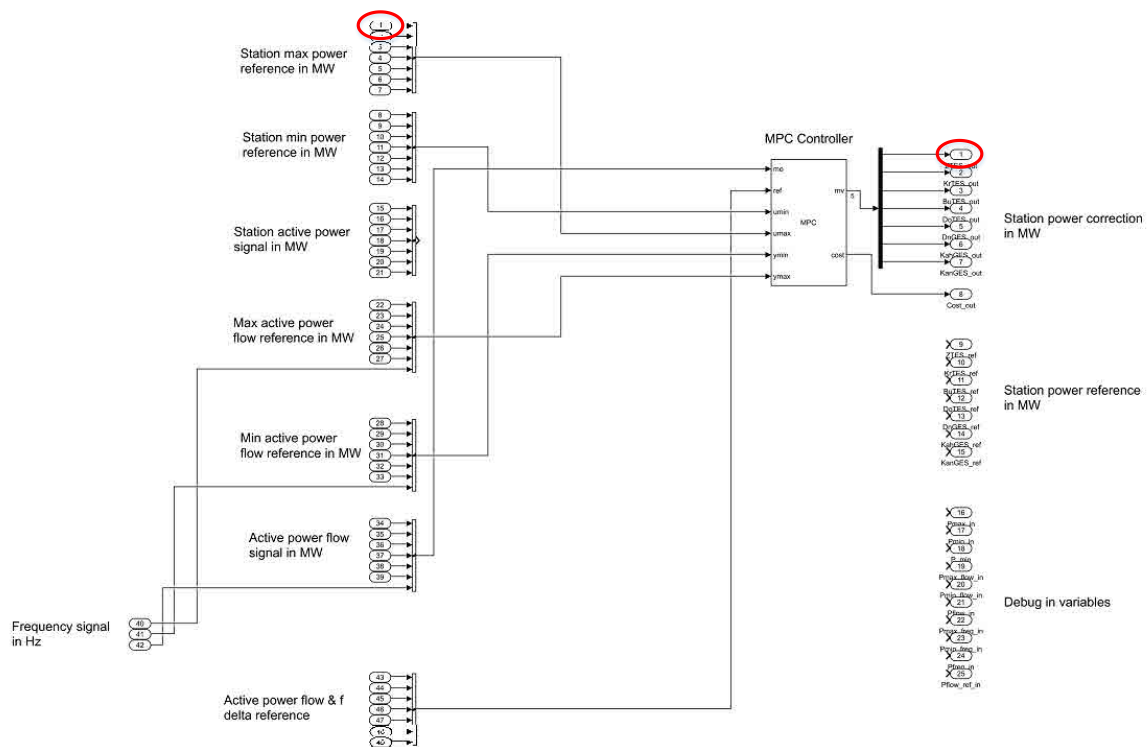 1
3
4
5
6
7
Station max power
reference in MW
8
9
10
11
12
13
14
Station min power
reference in MW
15
16
17
18
19
20
21
Station active power
signal in MW
22
23
24
25
26
27
Max active power
flow reference in MW
28
29
30
31
32
33
Min active power
flow reference in MW
34
35
36
37
38
39
Active power flow
signal in MW
Frequency signal
in Hz
40
41
42
43
44
45
46
47
Active power flow & f
delta reference
MPC Controller
mo
ref
umin
umax
ymin
ymax
MPC
mv
cost
1
2
KrTES_out
3
BuTES_out
4
DoTES_out
5
DnGES_out
6
KahGES_out
7
KanGES_out
8
Cost_out
Station power correction
in MW
9
ZTES_ref
10
KrTES_ref
11
BuTES_ref
12
DoTES_ref
13
DnGES_ref
14
KahGES_ref
15
KanGES_ref
Station power reference
in MW
16
Pmax_in
17
Pmin_in
18
19
Pmax_flow_in
20
Pmin_flow_in
21
Pflow_in
22
Pmax_freq_in
23
Pmin_freq_in
24
Pfreq_in
25
Pflow_ref_in
Debug in variables